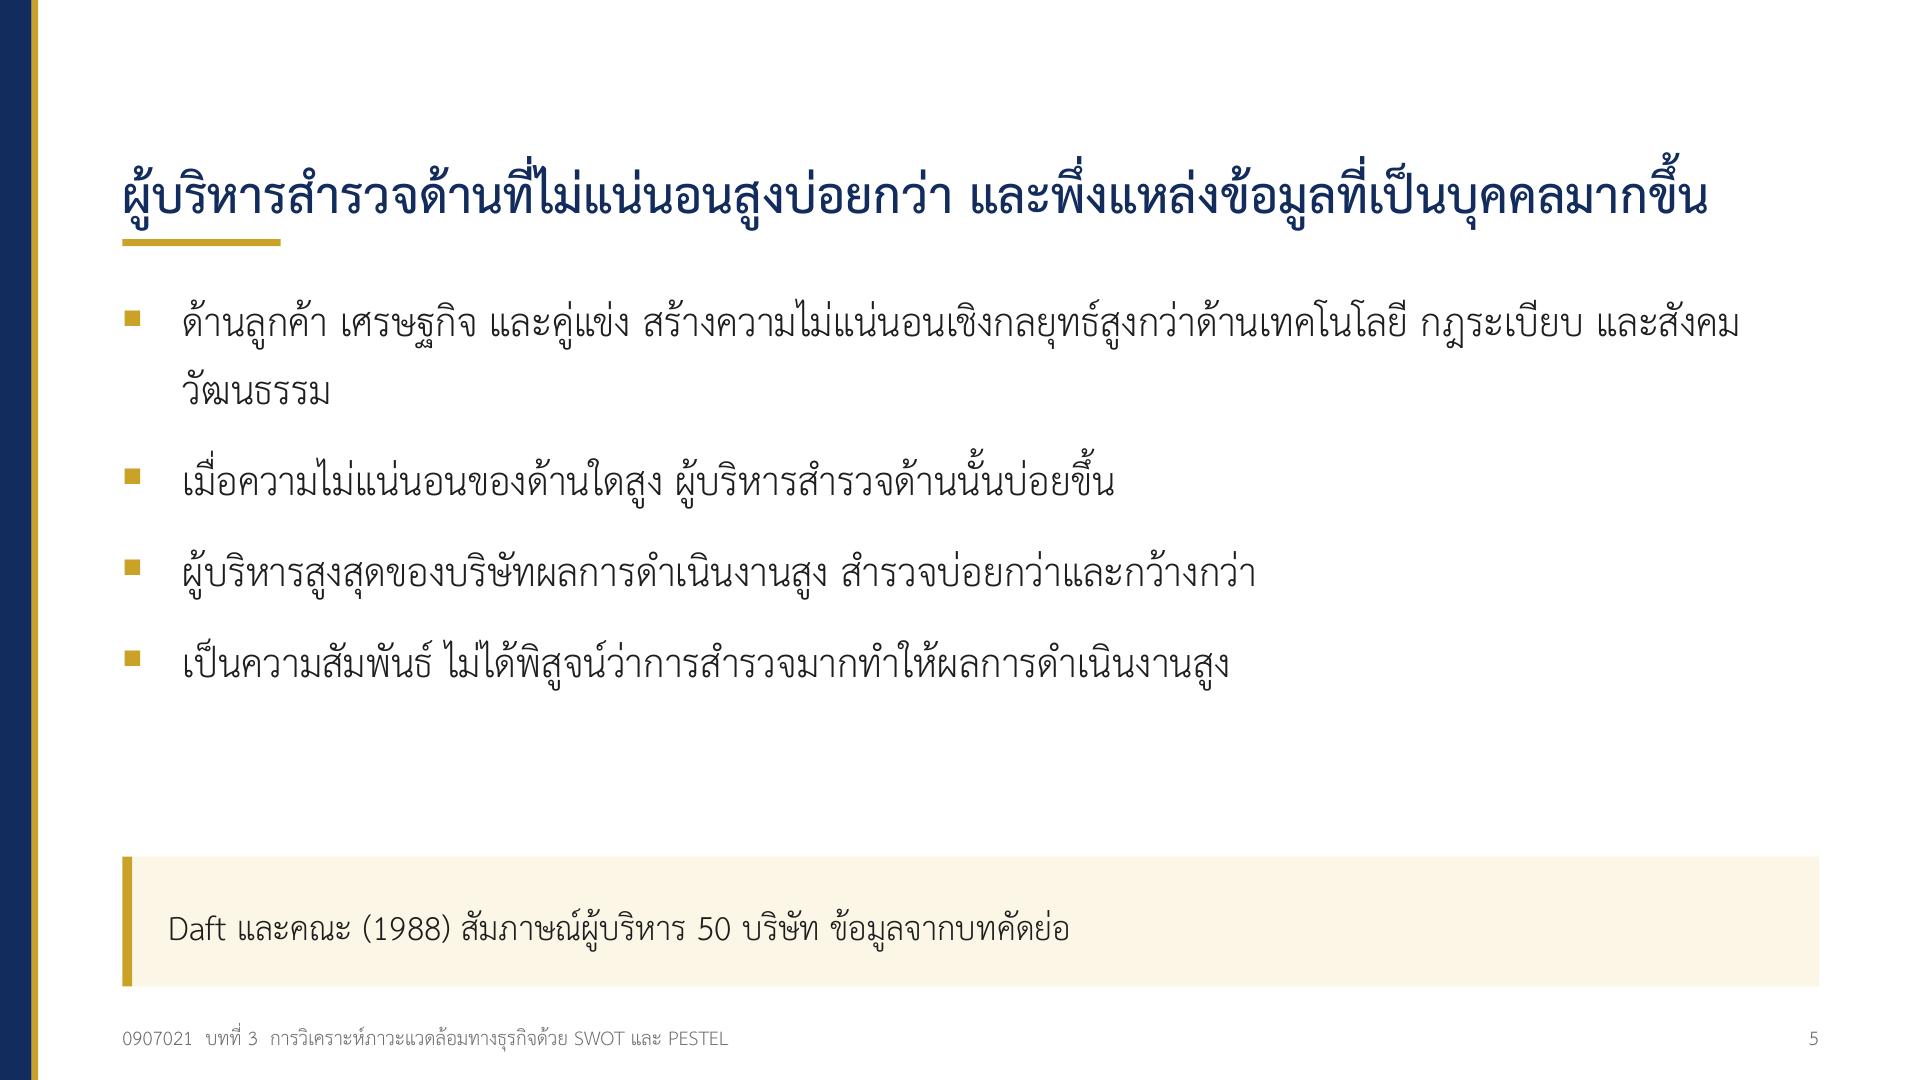 ผู้บริหารสำรวจด้านที่ไม่แน่นอนสูงบ่อยกว่า และพึ่งแหล่งข้อมูลที่เป็นบุคคลมากขึ้น
ด้านลูกค้า เศรษฐกิจ และคู่แข่ง สร้างความไม่แน่นอนเชิงกลยุทธ์สูงกว่าด้านเทคโนโลยี กฎระเบียบ และสังคม
วัฒนธรรม
เมื่อความไม่แน่นอนของด้านใดสูง ผู้บริหารสำรวจด้านนั้นบ่อยขึ้น
ผู้บริหารสูงสุดของบริษัทผลการดำเนินงานสูง สำรวจบ่อยกว่าและกว้างกว่า
เป็นความสัมพันธ์ ไม่ได้พิสูจน์ว่าการสำรวจมากทำให้ผลการดำเนินงานสูง
Daft และคณะ (1988) สัมภาษณ์ผู้บริหาร 50 บริษัท ข้อมูลจากบทคัดย่อ
0907021 บทที่ 3 การวิเคราะห์ภาวะแวดล้อมทางธุรกิจด้วย SWOT และ PESTEL
5